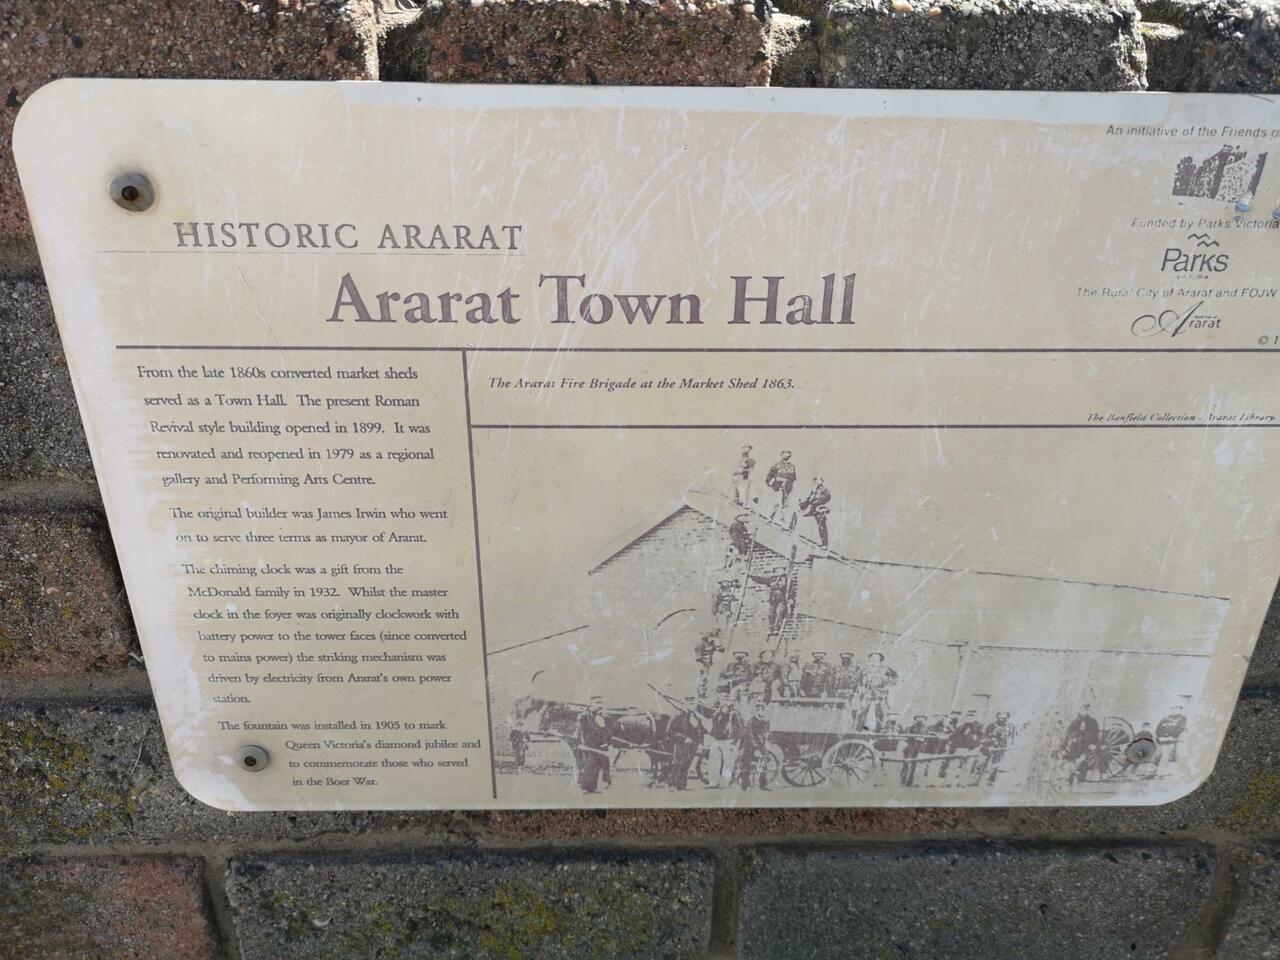 An initiative of the Friends
Funded by Parks Victoria
Parks
The Rural City of Ararat and FOJW
Ararat
©
HISTORIC ARARAT
Ararat Town Hall
From the late 1860s converted market sheds
served as a Town Hall. The present Roman
Revival style building opened in 1899. It was
renovated and reopened in 1979 as a regional
gallery and Performing Arts Centre.
The original builder was James Irwin who went
on to serve three terms as mayor of Ararat.
The chiming clock was a gift from the
McDonald family in 1932. Whilst the master
clock in the foyer was originally clockwork with
battery power to the tower faces (since converted
to mains power) the striking mechanism was
driven by electricity from Ararat's own power
station.
The fountain was installed in 1905 to mark
Queen Victoria's diamond jubilee and
to commemorate those who served
in the Boer War.
The Ararat Fire Brigade at the Market Shed 1863.
The Banfield Collection - Ararat Library.